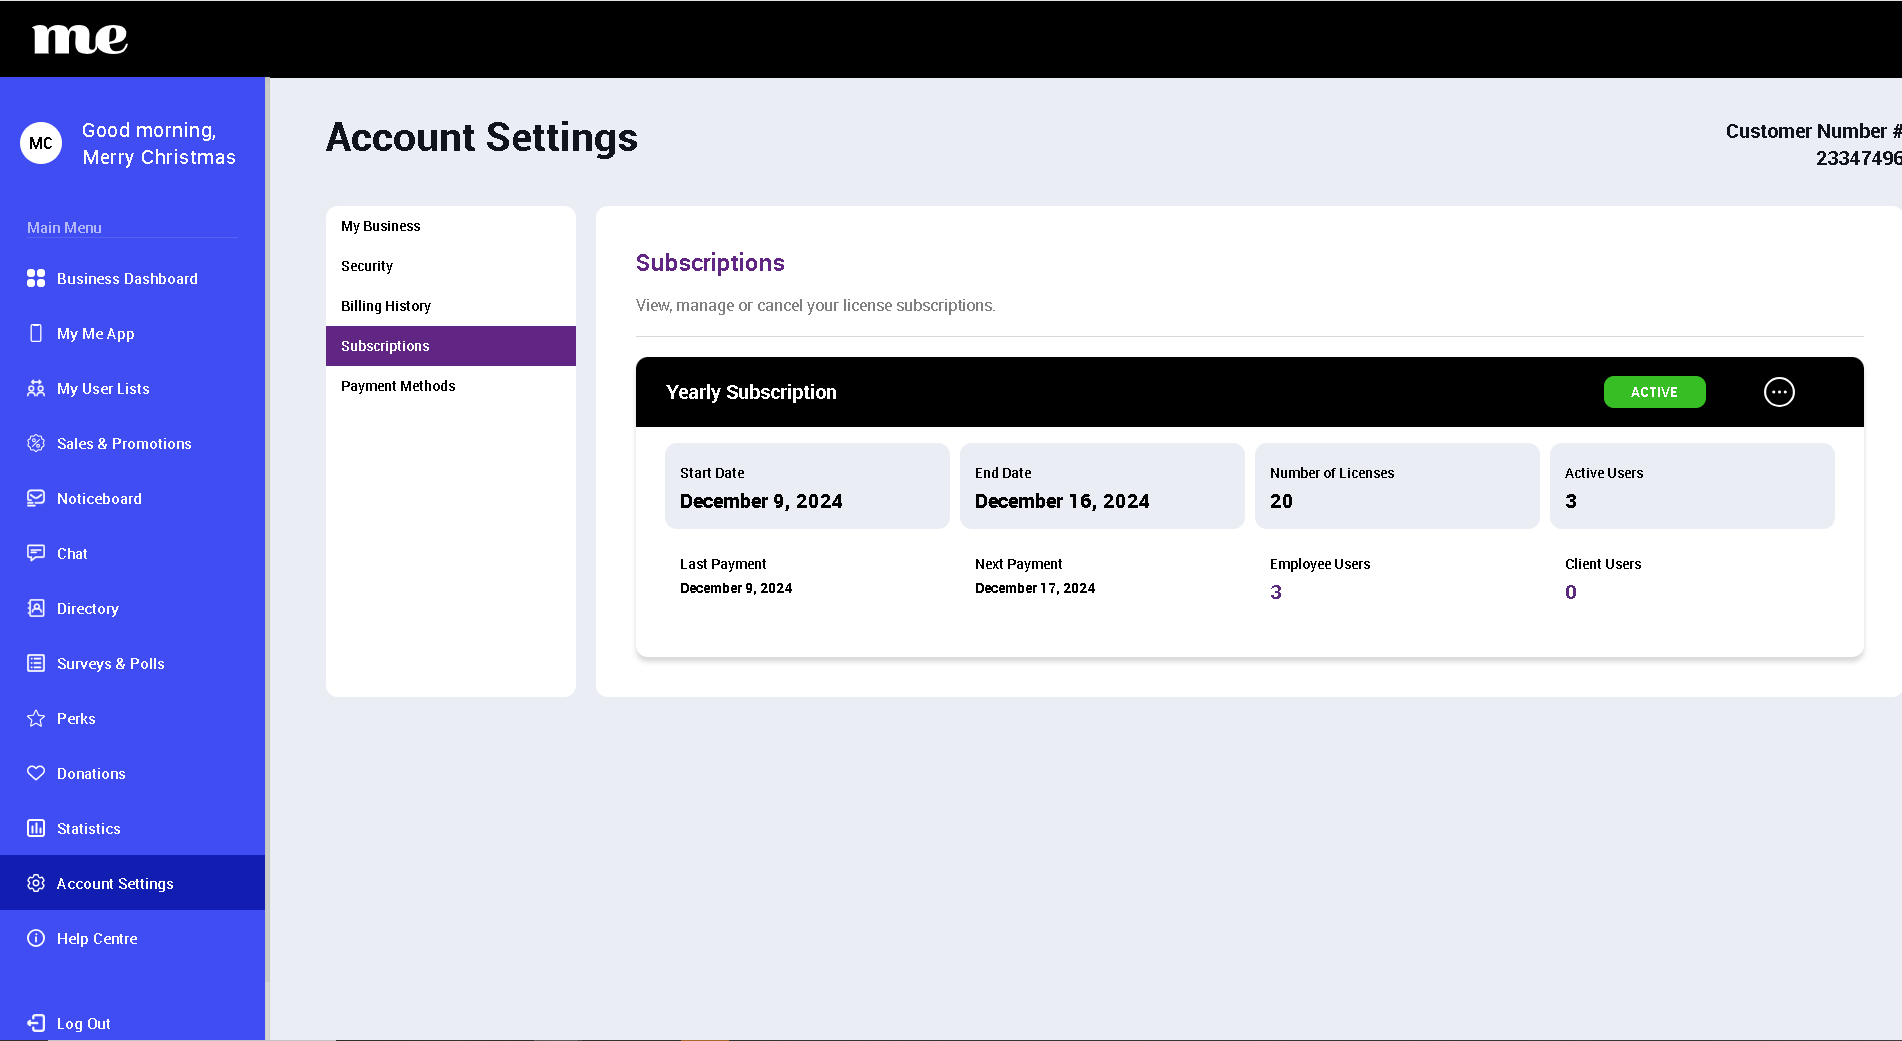 me
MC
Good morning,
Merry Christmas
Main Menu
Business Dashboard
My Me App
My User Lists
Sales & Promotions
Noticeboard
Chat
Directory
Surveys & Polls
Perks
Donations
Statistics
Account Settings
Help Centre
Log Out
Account Settings
Customer Number #
23347496
My Business
Security
Billing History
Subscriptions
Payment Methods
Subscriptions
View, manage or cancel your license subscriptions.
Yearly Subscription
ACTIVE
Start Date
December 9, 2024
End Date
December 16, 2024
Number of Licenses
20
Active Users
3
Last Payment
December 9, 2024
Next Payment
December 17, 2024
Employee Users
3
Client Users
0